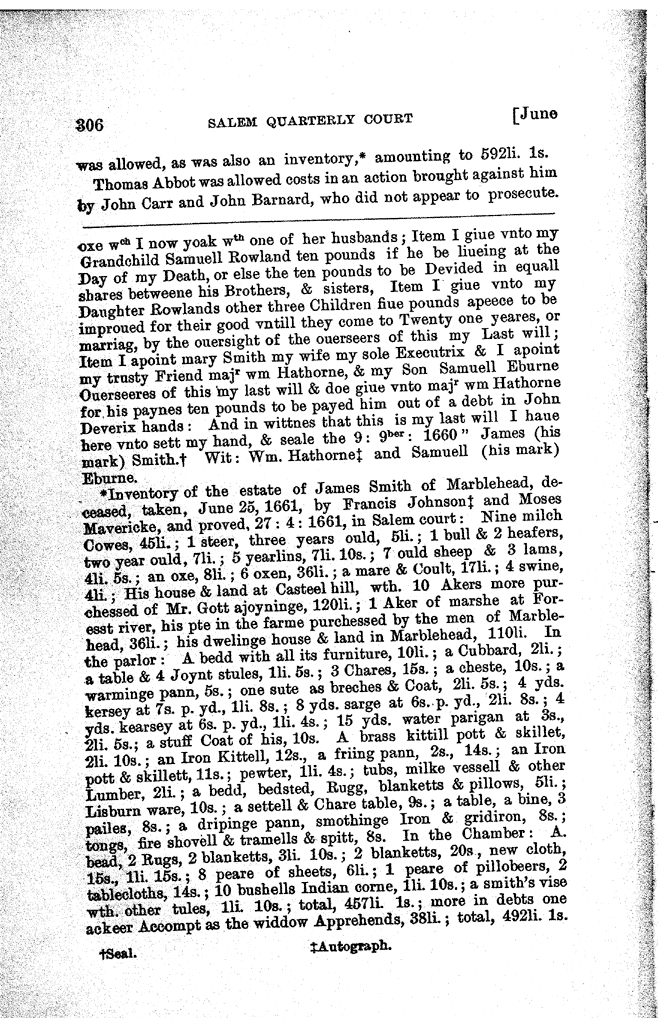 306 SALEM QUARTERLY COURT [June
was allowed, as was also an inventory,* amounting to 592li. 1s.
Thomas Abbot was allowed costs in an action brought against him
by John Carr and John Barnard, who did not appear to prosecute.
oxe wch I now yoak wth one of her husbands; Item I giue vnto my
Grandchild Samuell Rowland ten pounds if he be liueing at the
Day of my Death, or else the ten pounds to be Devided in equall
shares betweene his Brothers, & sisters, Item I giue vnto my
Daughter Rowlands other three Children fiue pounds apeece to be
improued for their good vntill they come to Twenty one yeares, or
marriag, by the ouersight of the ouerseers of this my Last will;
Item I apoint mary Smith my wife my sole Executrix & I apoint
my trusty Friend majr wm Hathorne, & my Son Samuell Eburne
Ouerseeres of this my last will & doe giue vnto majr wm Hathorne
for his paynes ten pounds to be payed him out of a debt in John
Deverix hands: And in wittnes that this is my last will I haue
here vnto sett my hand, & seale the 9: 9ber: 1660" James (his
mark) Smith.† Wit: Wm. Hathorne‡ and Samuell (his mark)
Eburne.
*Inventory of the estate of James Smith of Marblehead, de-
ceased, taken, June 25, 1661, by Francis Johnson‡ and Moses
Mavericke, and proved, 27 : 4 : 1661, in Salem court: Nine milch
Cowes, 45li.; 1 steer, three years ould, 5li.; 1 bull & 2 heafers,
two year ould, 7li.; 5 yearlins, 7li. 10s.; 7 ould sheep & 3 lams,
4li. 5s.; an oxe, 8li.; 6 oxen, 36li.; a mare & Coult, 17li.; 4 swine,
4li.; His house & land at Casteel hill, wth. 10 Akers more pur-
chessed of Mr. Gott ajoyninge, 120li.; 1 Aker of marshe at For-
esst river, his pte in the farme purchessed by the men of Marble-
head, 36li.; his dwelinge house & land in Marblehead, 110li. In
the parlor: A bedd with all its furniture, 10li.; a Cubbard, 2li.;
a table & 4 Joynt stules, 1li. 5s.; 3 Chares, 15s.; a cheste, 10s.; a
warminge pann, 5s.; one sute as breches & Coat, 2li. 5s.; 4 yds.
kersey at 7s. p. yd., 1li. 8s.; 8 yds. sarge at 6s. p. yd., 2li. 8s.; 4
yds. kearsey at 6s. p. yd., 1li. 4s.; 15 yds. water parigan at 3s.,
2li. 5s.; a stuff Coat of his, 10s. A brass kittill pott & skillet,
2li. 10s.; an Iron Kittell, 12s., a friing pann, 2s., 14s.; an Iron
pott & skillett, 11s.; pewter, 1li. 4s.; tubs, milke vessell & other
Lumber, 2li.; a bedd, bedsted, Rugg, blanketts & pillows, 5li.;
Lisburn ware, 10s.; a settell & Chare table, 9s.; a table, a bine, 3
pailes, 8s.; a dripinge pann, smothinge Iron & gridiron, 8s.;
tongs, fire shovell & tramells & spitt, 8s. In the Chamber: A.
bead, 2 Rugs, 2 blanketts, 3li. 10s.; 2 blanketts, 20s., new cloth,
15s., 1li. 15s.; 8 peare of sheets, 6li.; 1 peare of pillobeers, 2
tablecloths, 14s.; 10 bushells Indian corne, 1li. 10s.; a smith's vise
wth. other tules, 1li. 10s.; total, 457li. 1s.; more in debts one
ackeer Accompt as the widdow Apprehends, 38li.; total, 492li. 1s.
†Seal. ‡Autograph.